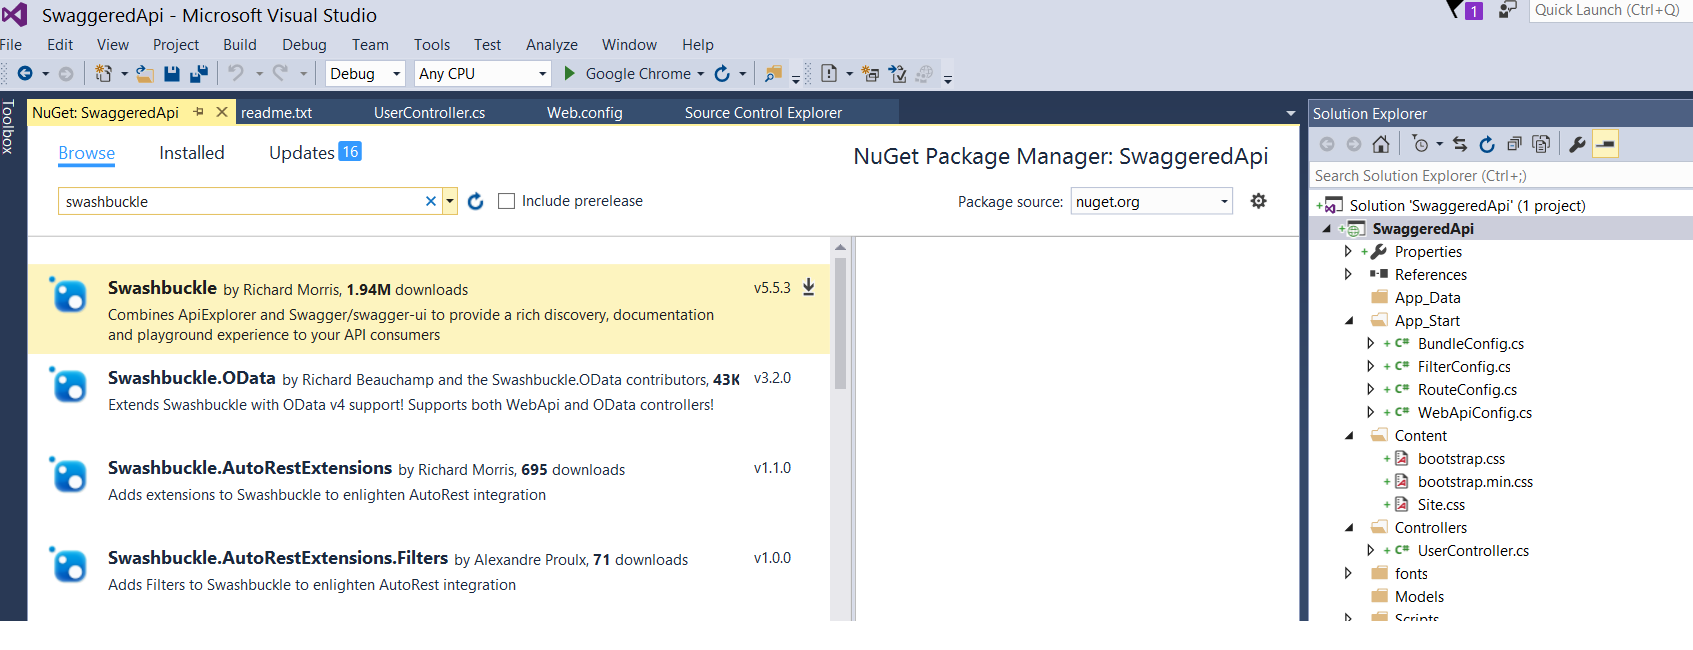 SwaggeredApi - Microsoft Visual Studio
1
Quick Launch (Ctrl+Q)
File Edit View Project Build Debug Team Tools Test Analyze Window Help
Debug Any CPU Google Chrome
Toolbox
NuGet: SwaggeredApi readme.txt UserController.cs Web.config Source Control Explorer
Browse Installed Updates 16
NuGet Package Manager: SwaggeredApi
swashbuckle Include prerelease Package source: nuget.org
Swashbuckle by Richard Morris, 1.94M downloads v5.5.3
Combines ApiExplorer and Swagger/swagger-ui to provide a rich discovery, documentation
and playground experience to your API consumers
Swashbuckle.OData by Richard Beauchamp and the Swashbuckle.OData contributors, 43K v3.2.0
Extends Swashbuckle with OData v4 support! Supports both WebApi and OData controllers!
Swashbuckle.AutoRestExtensions by Richard Morris, 695 downloads v1.1.0
Adds extensions to Swashbuckle to enlighten AutoRest integration
Swashbuckle.AutoRestExtensions.Filters by Alexandre Proulx, 71 downloads v1.0.0
Adds Filters to Swashbuckle to enlighten AutoRest integration
Solution Explorer
Search Solution Explorer (Ctrl+;)
Solution 'SwaggeredApi' (1 project)
SwaggeredApi
Properties
References
App_Data
App_Start
C# BundleConfig.cs
C# FilterConfig.cs
C# RouteConfig.cs
C# WebApiConfig.cs
Content
bootstrap.css
bootstrap.min.css
Site.css
Controllers
C# UserController.cs
fonts
Models
Scripts